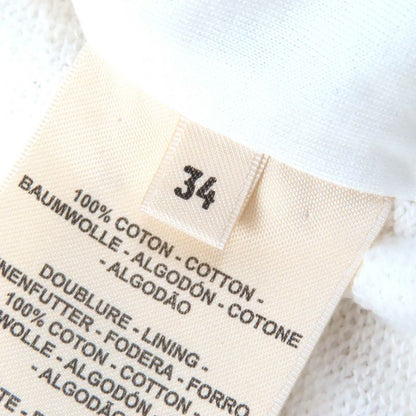 34
100% COTON - COTTON -
BAUMWOLLE - ALGODÓN - COTONE
- ALGODÃO
DOUBLURE - LINING -
NENFUTTER - FODERA - FORRO
100% COTON - COTTON -
WOLLE - ALGODÓN -
- ALGODÃO